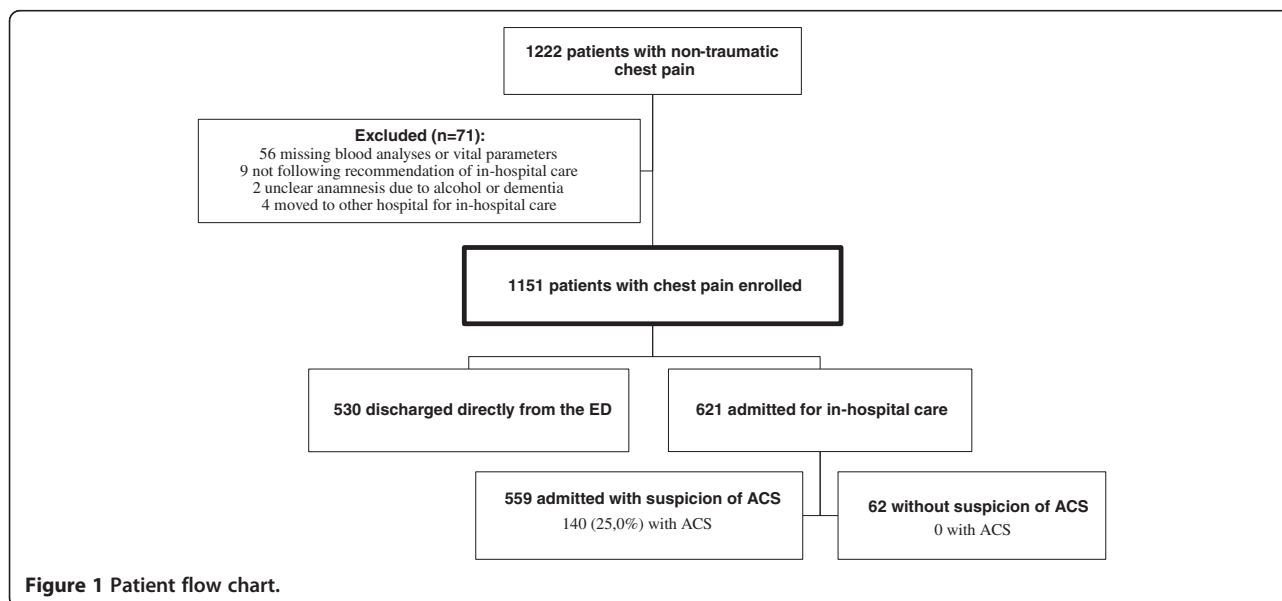 1222 patients with non-traumatic
chest pain
Excluded (n=71):
56 missing blood analyses or vital parameters
9 not following recommendation of in-hospital care
2 unclear anamnesis due to alcohol or dementia
4 moved to other hospital for in-hospital care
1151 patients with chest pain enrolled
530 discharged directly from the ED
621 admitted for in-hospital care
559 admitted with suspicion of ACS
140 (25,0%) with ACS
62 without suspicion of ACS
0 with ACS
Figure 1 Patient flow chart.